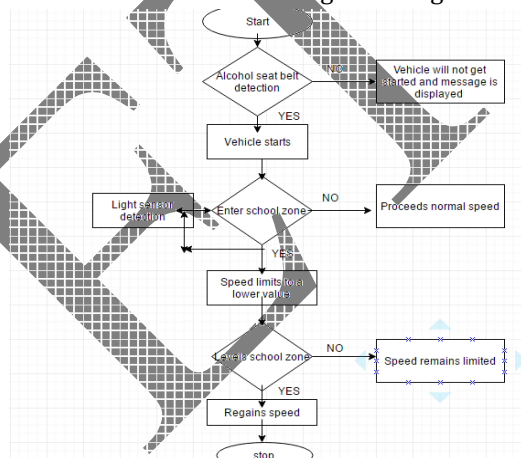 Start
Alcohol seat belt
detection
NO
Vehicle will not get
started and message is
displayed
YES
Vehicle starts
Light sensor
detection
Enter school zone
NO
Proceeds normal speed
YES
Speed limits to a
lower value
Levels school zone
NO
Speed remains limited
YES
Regains speed
stop